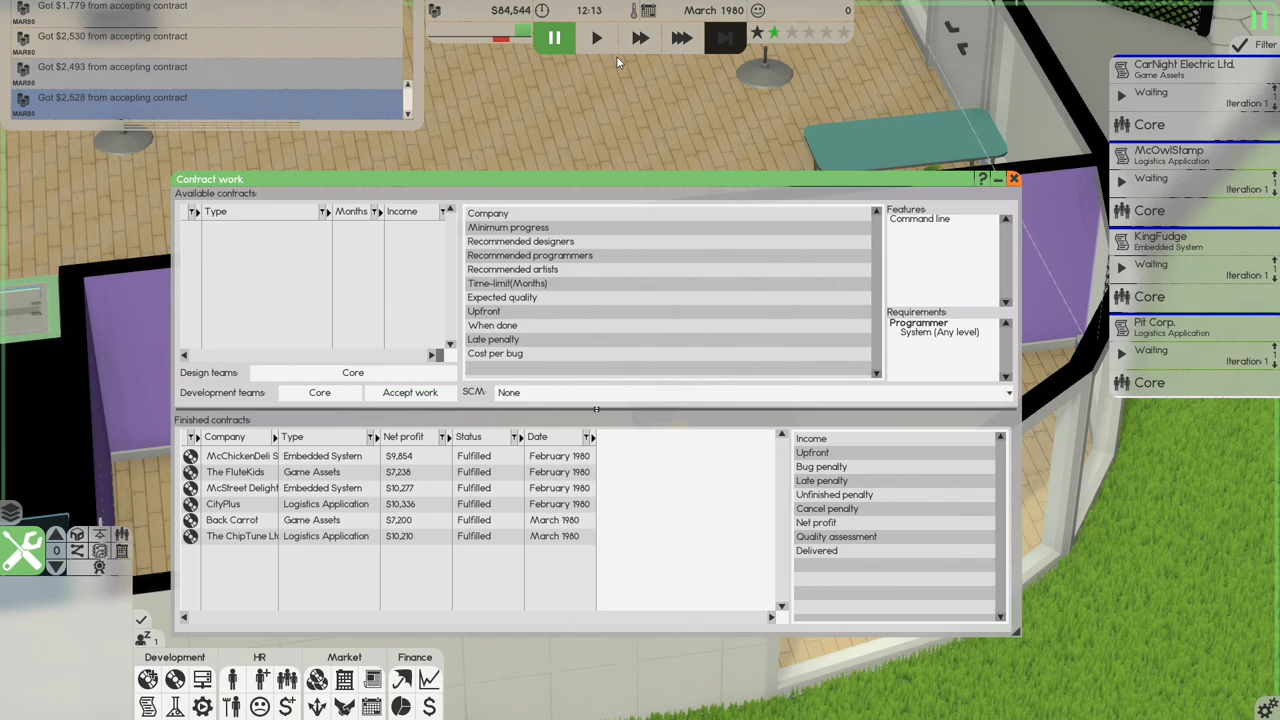 Got $1,779 from accepting contract
MAR80
Got $2,530 from accepting contract
MAR80
Got $2,493 from accepting contract
MAR80
Got $2,528 from accepting contract
MAR80
$84,544 12:13 March 1980 0
Filter
CarNight Electric Ltd.
Game Assets
Waiting
Iteration 1 1
Core
McOwlStamp
Logistics Application
Waiting
Iteration 1 1
Core
KingFudge
Embedded System
Waiting
Iteration 1 1
Core
Pit Corp.
Logistics Application
Waiting
Iteration 1 1
Core
Contract work ?
Available contracts:
Type Months Income
Company
Minimum progress
Recommended designers
Recommended programmers
Recommended artists
Time-limit(Months)
Expected quality
Upfront
When done
Late penalty
Cost per bug
Features:
Command line
Requirements:
Programmer
System (Any level)
Design teams: Core
Development teams: Core Accept work SCM: None
Finished contracts:
Company Type Net profit Status Date
McChickenDeli S Embedded System $9,854 Fulfilled February 1980
The FluteKids Game Assets $7,238 Fulfilled February 1980
McStreet Delight Embedded System $10,277 Fulfilled February 1980
CityPlus Logistics Application $10,336 Fulfilled February 1980
Back Carrot Game Assets $7,200 Fulfilled March 1980
The ChipTune Ltd Logistics Application $10,210 Fulfilled March 1980
Income
Upfront
Bug penalty
Late penalty
Unfinished penalty
Cancel penalty
Net profit
Quality assessment
Delivered
0
Z 1
Development HR Market Finance